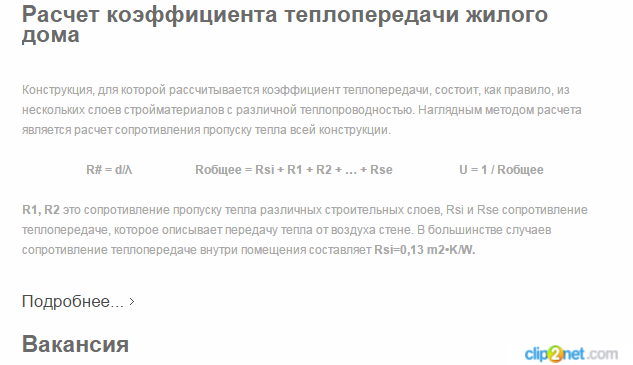 Расчет коэффициента теплопередачи жилого
дома
Конструкция, для которой рассчитывается коэффициент теплопередачи, состоит, как правило, из
нескольких слоев стройматериалов с различной теплопроводностью. Наглядным методом расчета
является расчет сопротивления пропуску тепла всей конструкции.
R# = d/Λ Rобщее = Rsi + R1 + R2 + ... + Rse U = 1 / Rобщее
R1, R2 это сопротивление пропуску тепла различных строительных слоев, Rsi и Rse сопротивление
теплопередаче, которое описывает передачу тепла от воздуха стене. В большинстве случаев
сопротивление теплопередаче внутри помещения составляет Rsi=0,13 m2•K/W.
Подробнее... >
Вакансия
clip2net.com